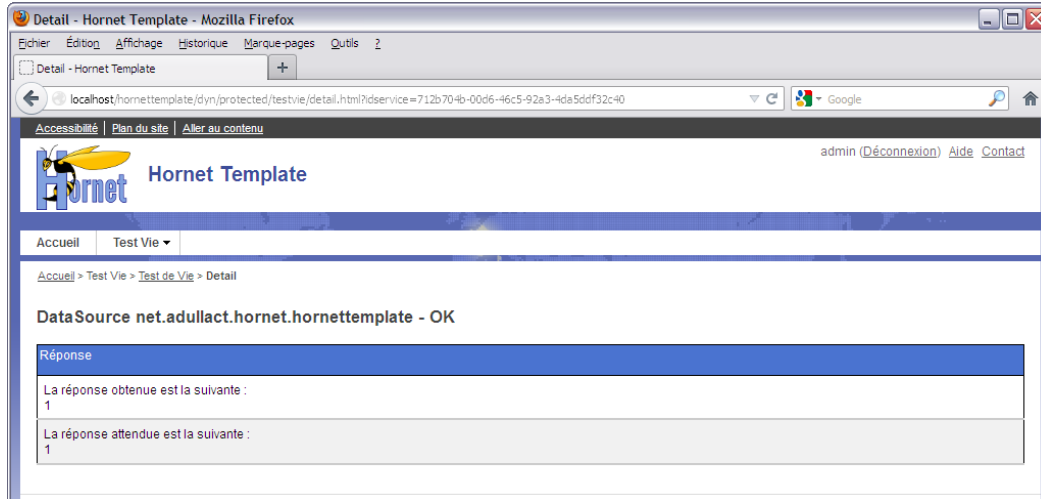 Detail - Hornet Template - Mozilla Firefox
Fichier Édition Affichage Historique Marque-pages Outils ?
Detail - Hornet Template +
localhost/hornettemplate/dyn/protected/testvie/detail.html?idservice=712b704b-00d6-46c5-92a3-4da5ddf32c40 Google
Accessibilité | Plan du site | Aller au contenu
admin (Déconnexion) Aide Contact
Hornet Hornet Template
Accueil Test Vie
Accueil > Test Vie > Test de Vie > Detail
DataSource net.adullact.hornet.hornettemplate - OK
Réponse
La réponse obtenue est la suivante :
1
La réponse attendue est la suivante :
1